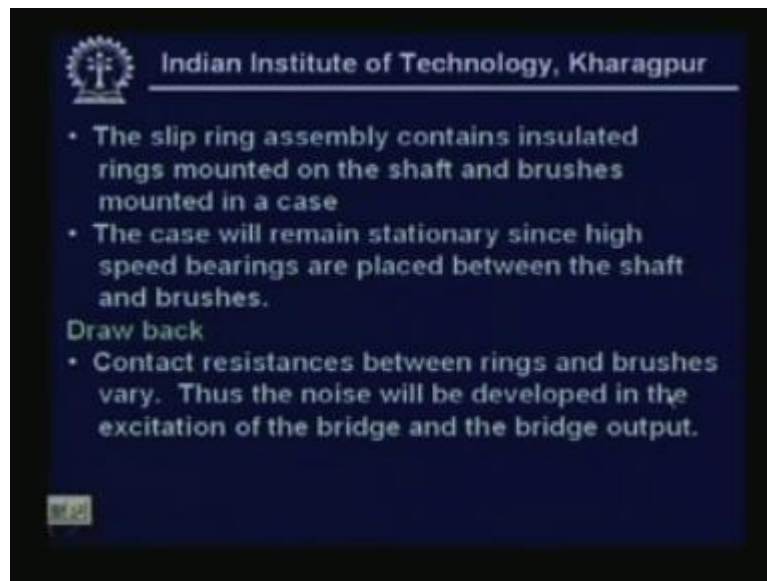 Indian Institute of Technology, Kharagpur
• The slip ring assembly contains insulated
rings mounted on the shaft and brushes
mounted in a case
• The case will remain stationary since high
speed bearings are placed between the shaft
and brushes.
Draw back
• Contact resistances between rings and brushes
vary. Thus the noise will be developed in the
excitation of the bridge and the bridge output.